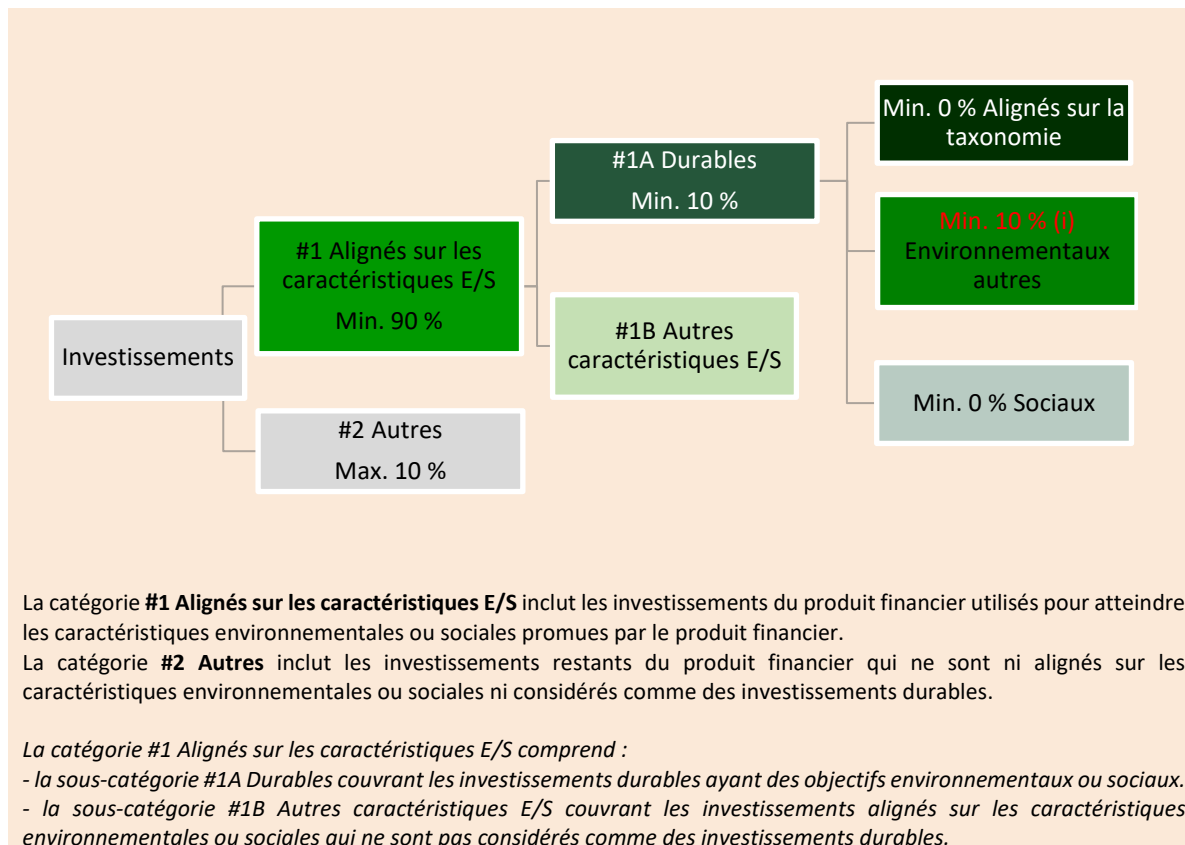 Investissements
#1 Alignés sur les
caractéristiques E/S
Min. 90 %
#2 Autres
Max. 10 %
#1A Durables
Min. 10 %
#1B Autres
caractéristiques E/S
Min. 0 % Alignés sur la
taxonomie
Min. 10 % (i)
Environnementaux
autres
Min. 0 % Sociaux
La catégorie #1 Alignés sur les caractéristiques E/S inclut les investissements du produit financier utilisés pour atteindre
les caractéristiques environnementales ou sociales promues par le produit financier.
La catégorie #2 Autres inclut les investissements restants du produit financier qui ne sont ni alignés sur les
caractéristiques environnementales ou sociales ni considérés comme des investissements durables.
La catégorie #1 Alignés sur les caractéristiques E/S comprend :
- la sous-catégorie #1A Durables couvrant les investissements durables ayant des objectifs environnementaux ou sociaux.
- la sous-catégorie #1B Autres caractéristiques E/S couvrant les investissements alignés sur les caractéristiques
environnementales ou sociales qui ne sont pas considérés comme des investissements durables.